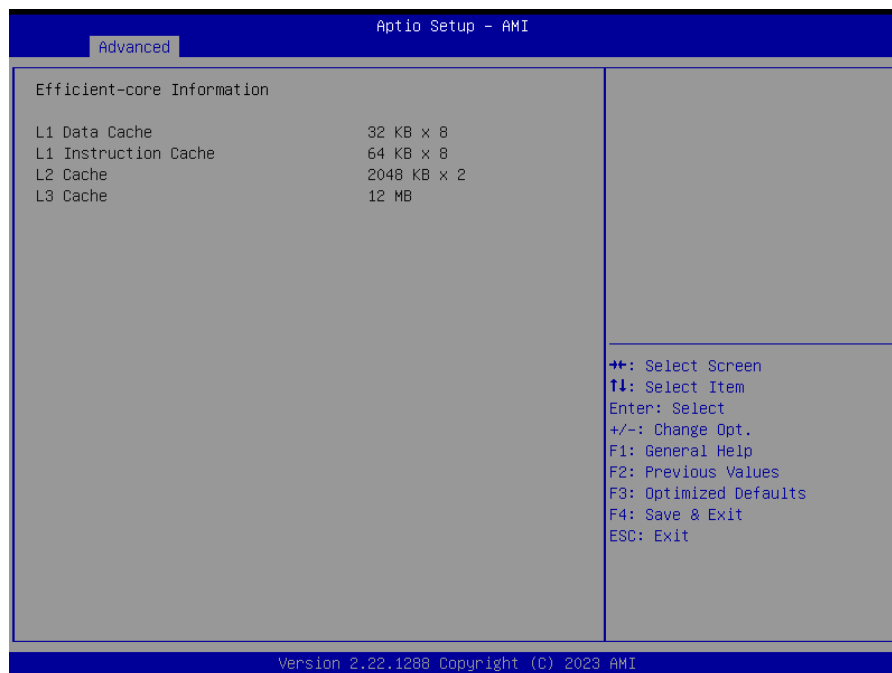 Aptio Setup - AMI
Advanced
Efficient-core Information
L1 Data Cache 32 KB x 8
L1 Instruction Cache 64 KB x 8
L2 Cache 2048 KB x 2
L3 Cache 12 MB
→←: Select Screen
↑↓: Select Item
Enter: Select
+/-: Change Opt.
F1: General Help
F2: Previous Values
F3: Optimized Defaults
F4: Save & Exit
ESC: Exit
Version 2.22.1288 Copyright (C) 2023 AMI